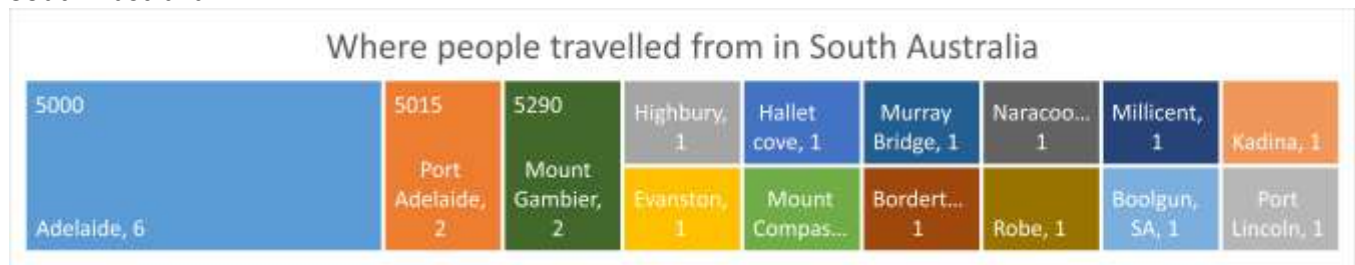 Where people travelled from in South Australia
5000
Adelaide, 6
5015
Port
Adelaide,
2
5290
Mount
Gambier,
2
Highbury,
1
Hallet
cove, 1
Murray
Bridge, 1
Naracoo...
1
Millicent,
1
Kadina, 1
Evanston,
1
Mount
Compas...
Bordert...
1
Robe, 1
Boolgun,
SA, 1
Port
Lincoln, 1